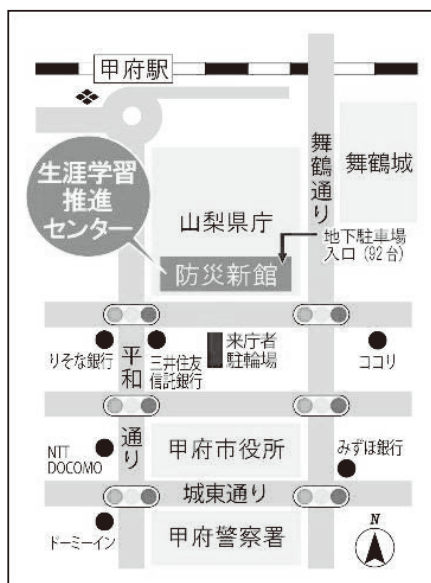 甲府駅
生涯学習
推進
センター
山梨県庁
防災新館
舞鶴通り
舞鶴城
地下駐車場
入口（92台）
りそな銀行
平和
通り
三井住友
信託銀行
来庁者
駐輪場
ココリ
NTT
DOCOMO
甲府市役所
みずほ銀行
城東通り
ドーミーイン
甲府警察署
N